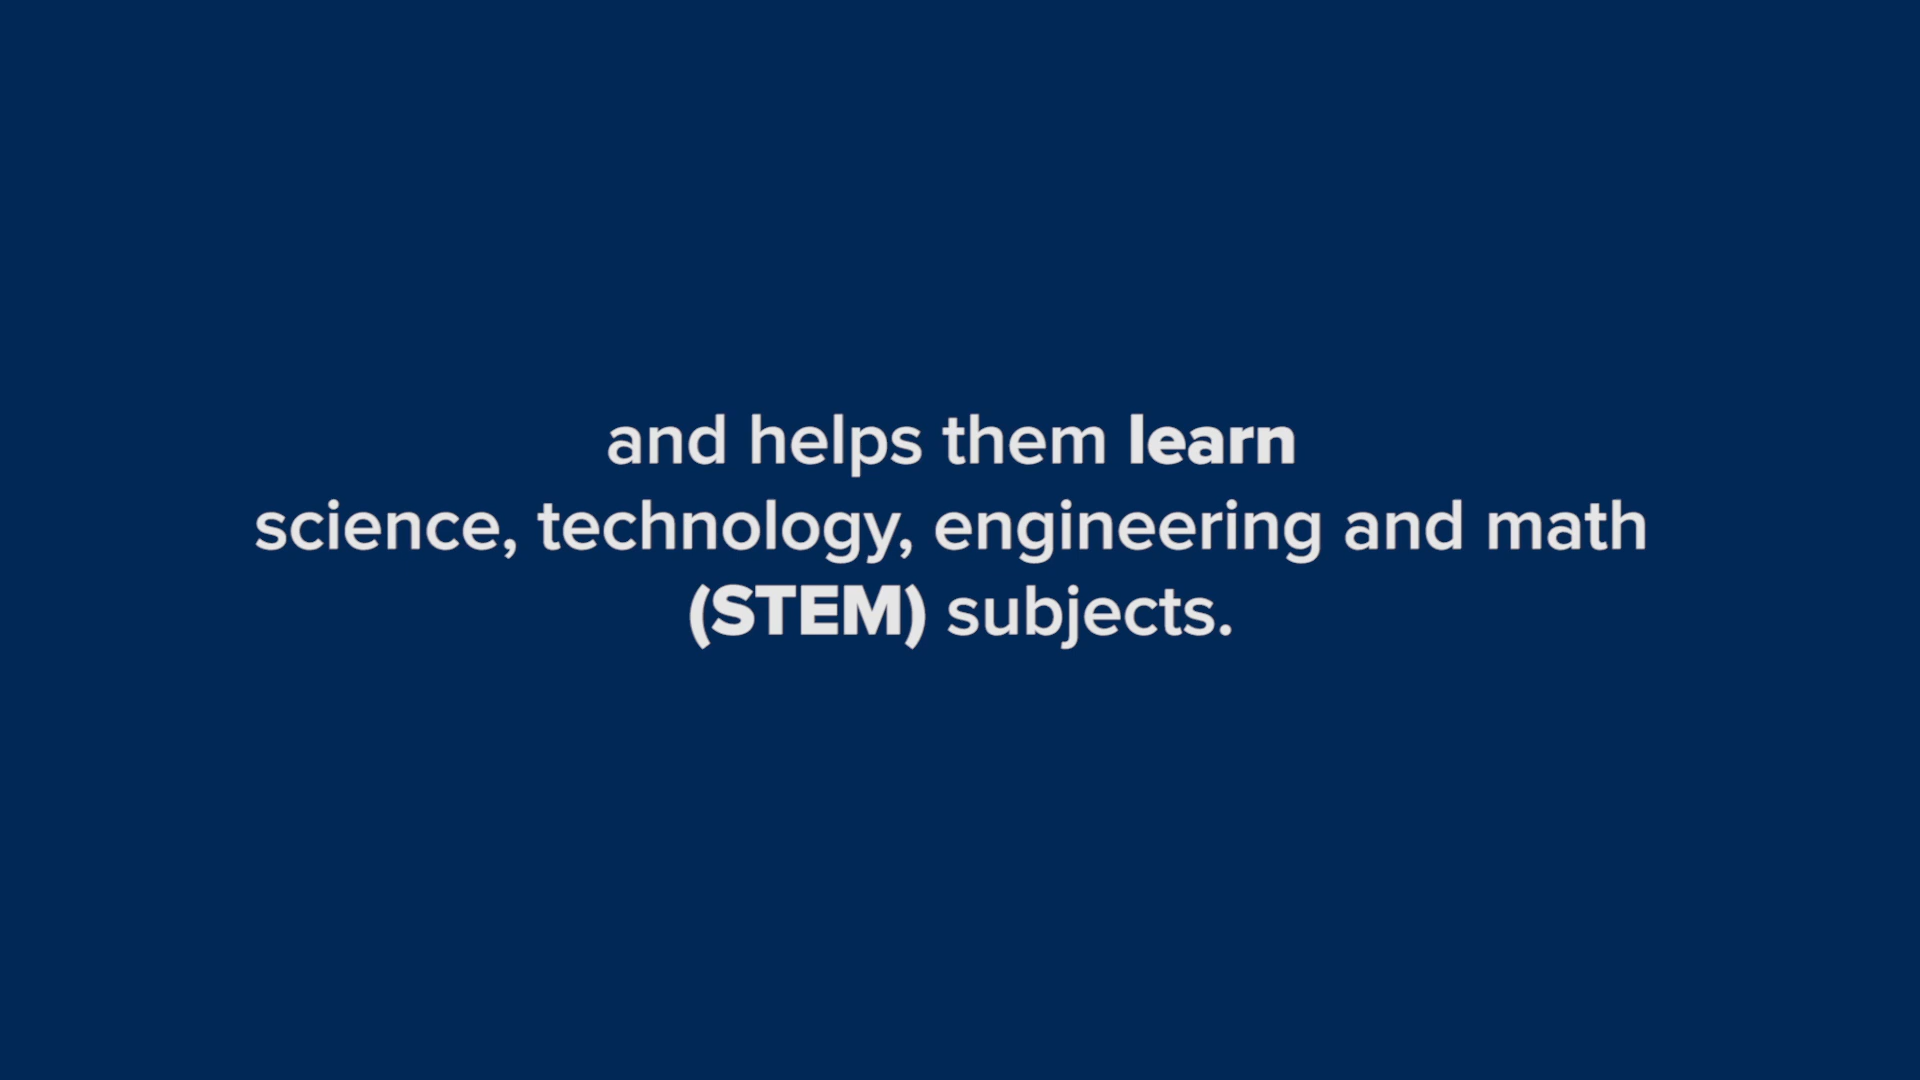 and helps them learn
science, technology, engineering and math
(STEM) subjects.